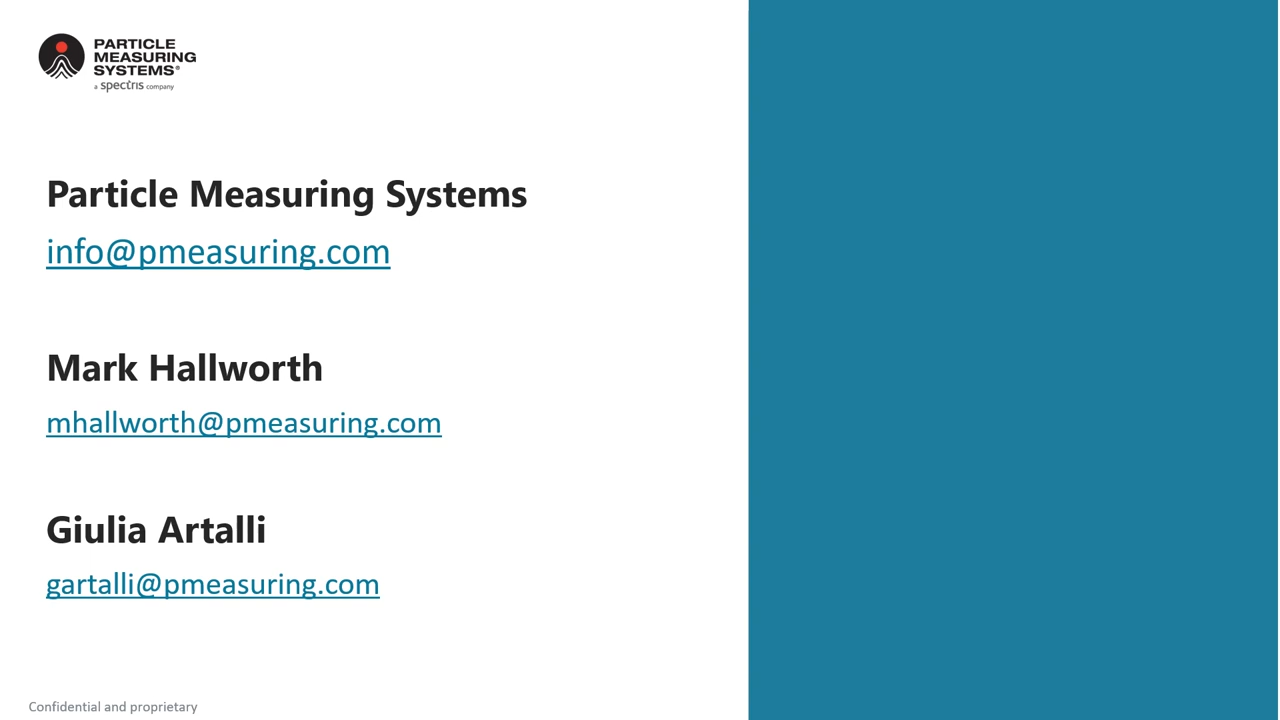 PARTICLE
MEASURING
SYSTEMS®
a spectris company
Particle Measuring Systems
info@pmeasuring.com
Mark Hallworth
mhallworth@pmeasuring.com
Giulia Artalli
gartalli@pmeasuring.com
Confidential and proprietary